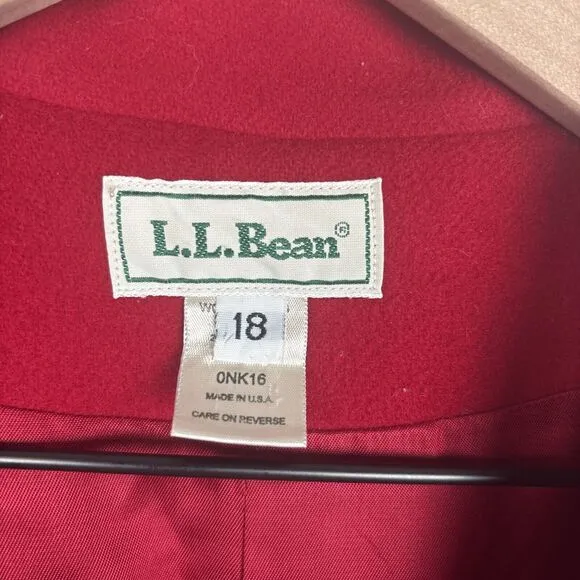 L.L.Bean®
18
0NK16
MADE IN U.S.A.
CARE ON REVERSE